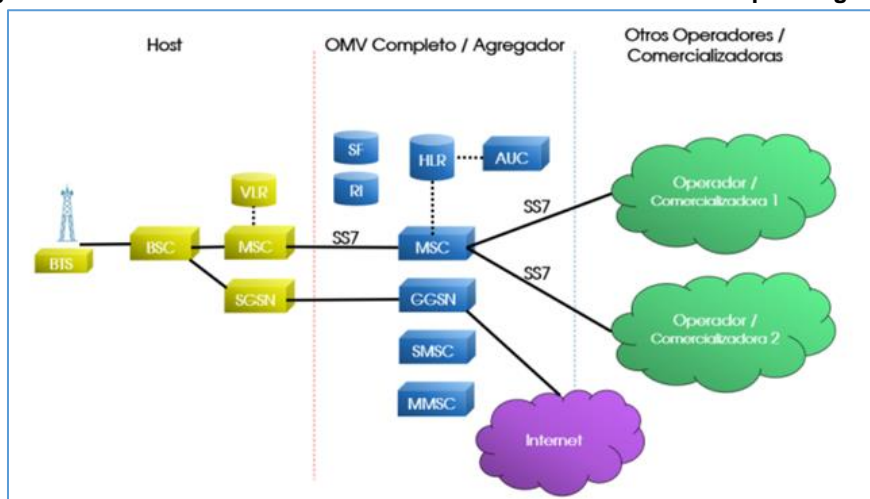 Host
OMV Completo / Agregador
Otros Operadores /
Comercializadoras
SF
HLR
AUC
Operador /
Comercializadora 1
VLR
RI
SS7
BSC
MSC
SS7
MSC
BTS
SS7
SGSN
GGSN
Operador /
Comercializadora 2
SMSC
MMSC
Internet